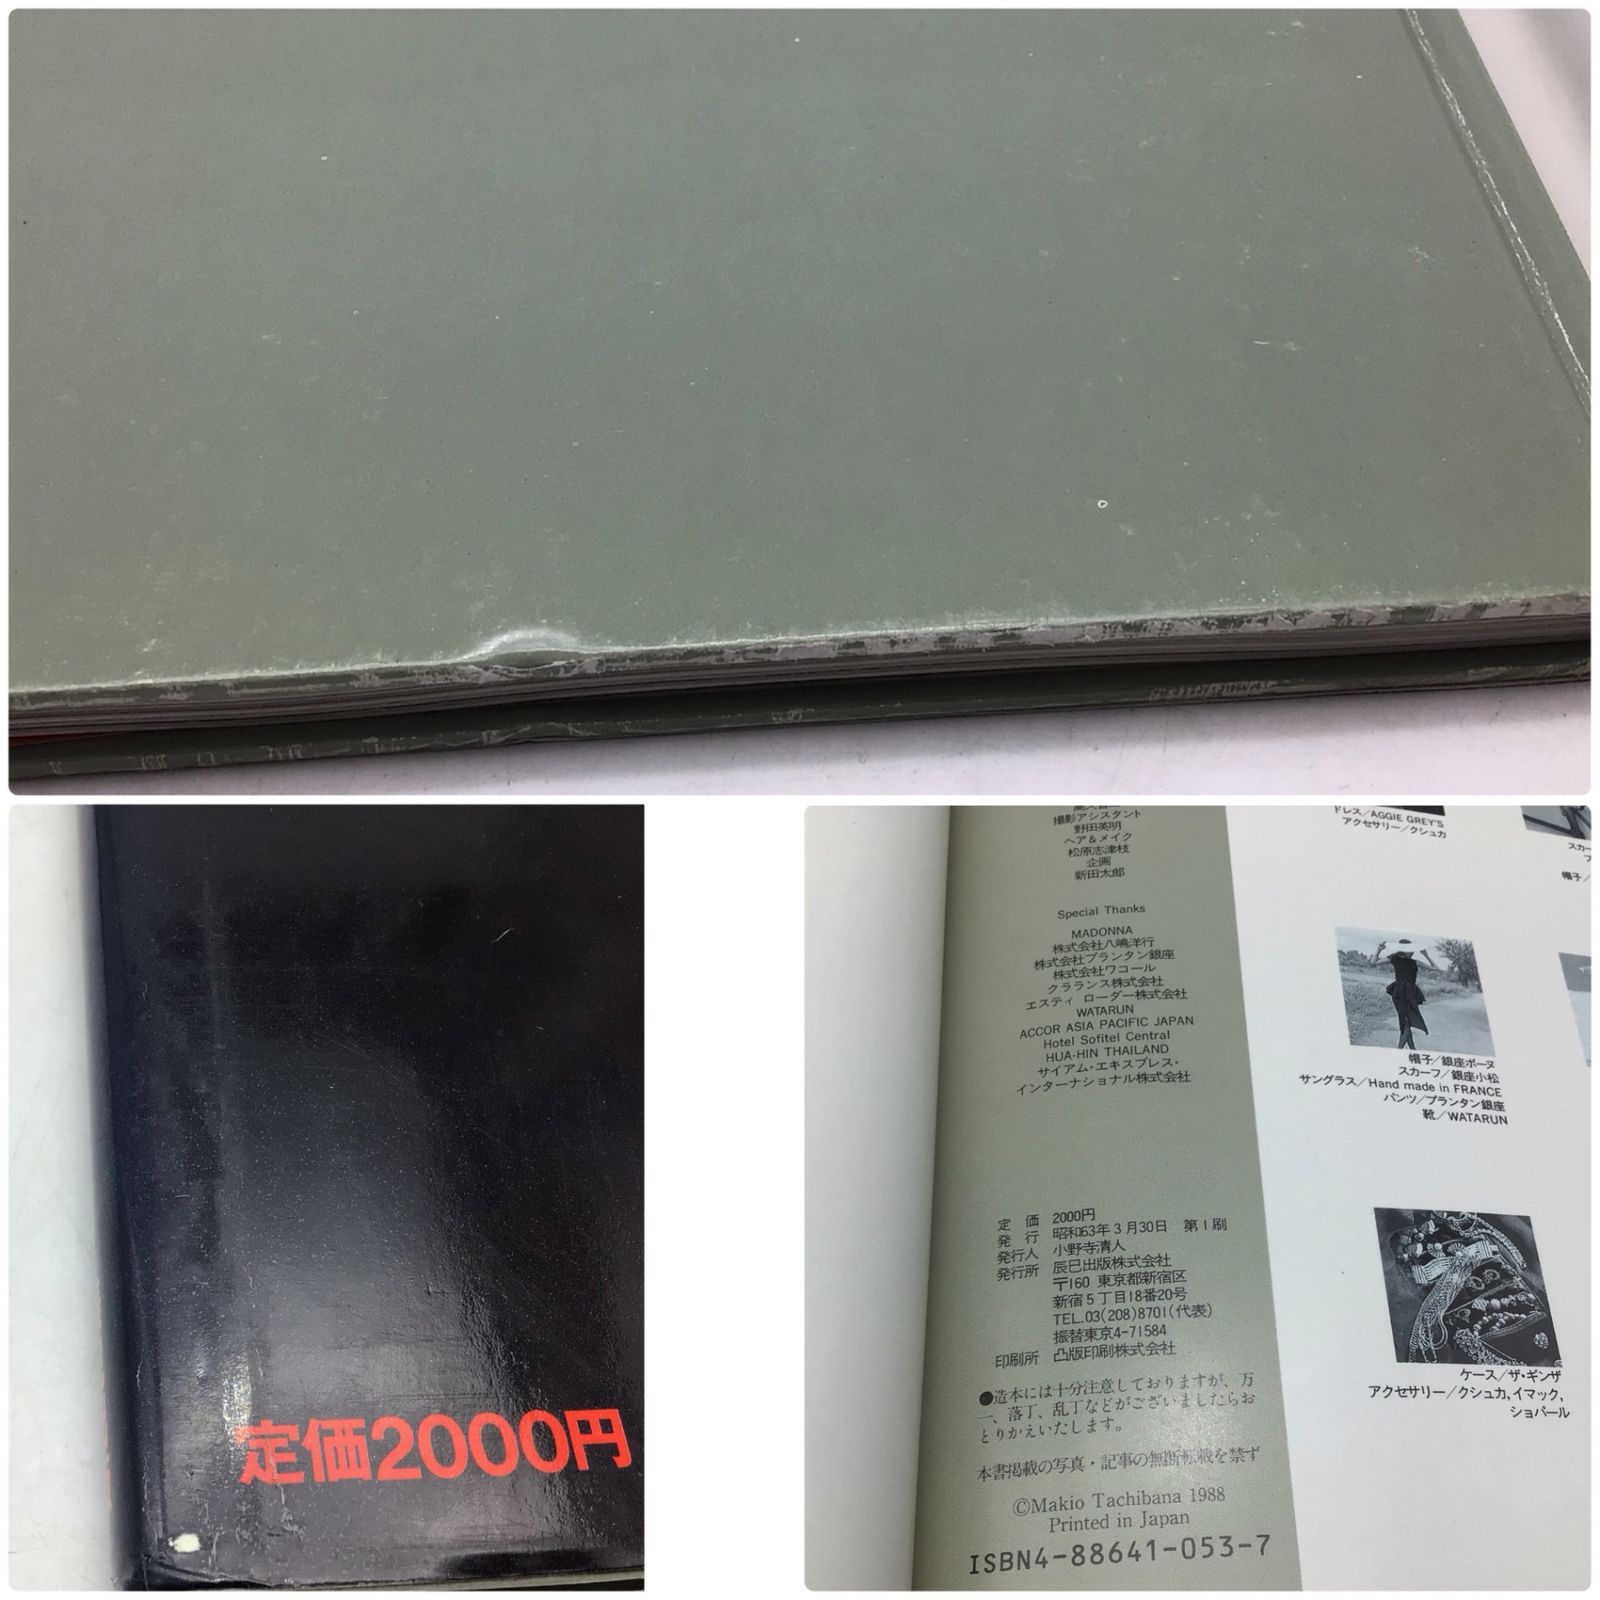 定価2000円
撮影アシスタント
野田英明
ヘア&メイク
松原志津枝
企画
新田太郎
Special Thanks
MADONNA
株式会社八嶋洋行
株式会社プランタン銀座
株式会社ワコール
クラランス株式会社
エスティ ローダー株式会社
WATARUN
ACCOR ASIA PACIFIC JAPAN
Hotel Sofitel Central
HUA-HIN THAILAND
サイアム・エキスプレス・
インターナショナル株式会社
定 価 2000円
発 行 昭和63年3月30日 第1刷
発行人 小野寺清人
発行所 辰巳出版株式会社
〒160 東京都新宿区
新宿5丁目18番20号
TEL.03(208)8701(代表)
振替東京4-71584
印刷所 凸版印刷株式会社
●造本には十分注意しておりますが、万
一、落丁、乱丁などがございましたらお
とりかえいたします。
本書掲載の写真・記事の無断転載を禁ず
©Makio Tachibana 1988
Printed in Japan
ISBN4-88641-053-7
ドレス/AGGIE GREY'S
アクセサリー/クシュカ
スカー
帽子/
帽子/銀座ボーヌ
スカーフ/銀座小松
サングラス/Hand made in FRANCE
パンツ/プランタン銀座
靴/WATARUN
ケース/ザ・ギンザ
アクセサリー/クシュカ,イマック,
ショパール